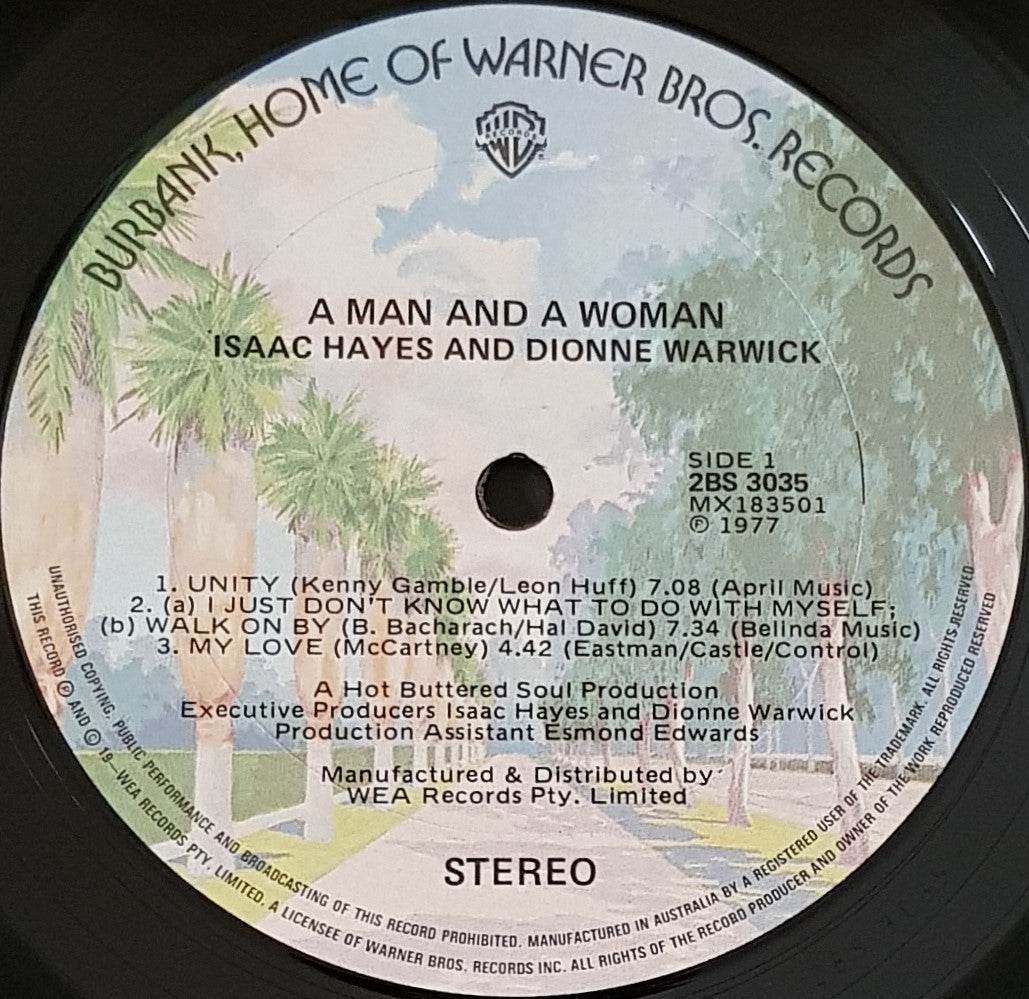 BURBANK, HOME OF WARNER BROS. RECORDS
RECORDS
A MAN AND A WOMAN
ISAAC HAYES AND DIONNE WARWICK
SIDE 1
2BS 3035
MX183501
℗ 1977
1. UNITY (Kenny Gamble/Leon Huff) 7.08 (April Music)
2. (a) I JUST DON'T KNOW WHAT TO DO WITH MYSELF;
(b) WALK ON BY (B. Bacharach/Hal David) 7.34 (Belinda Music)
3. MY LOVE (McCartney) 4.42 (Eastman/Castle/Control)
A Hot Buttered Soul Production
Executive Producers Isaac Hayes and Dionne Warwick
Production Assistant Esmond Edwards
Manufactured & Distributed by
WEA Records Pty. Limited
STEREO
UNAUTHORISED COPYING, PUBLIC PERFORMANCE AND BROADCASTING OF THIS RECORD PROHIBITED. MANUFACTURED IN AUSTRALIA BY A REGISTERED USER OF THE TRADEMARK. ALL RIGHTS RESERVED
THIS RECORD ℗ AND © 19—WEA RECORDS PTY. LIMITED. A LICENSEE OF WARNER BROS. RECORDS INC. ALL RIGHTS OF THE RECORD PRODUCER AND OWNER OF THE WORK REPRODUCED RESERVED